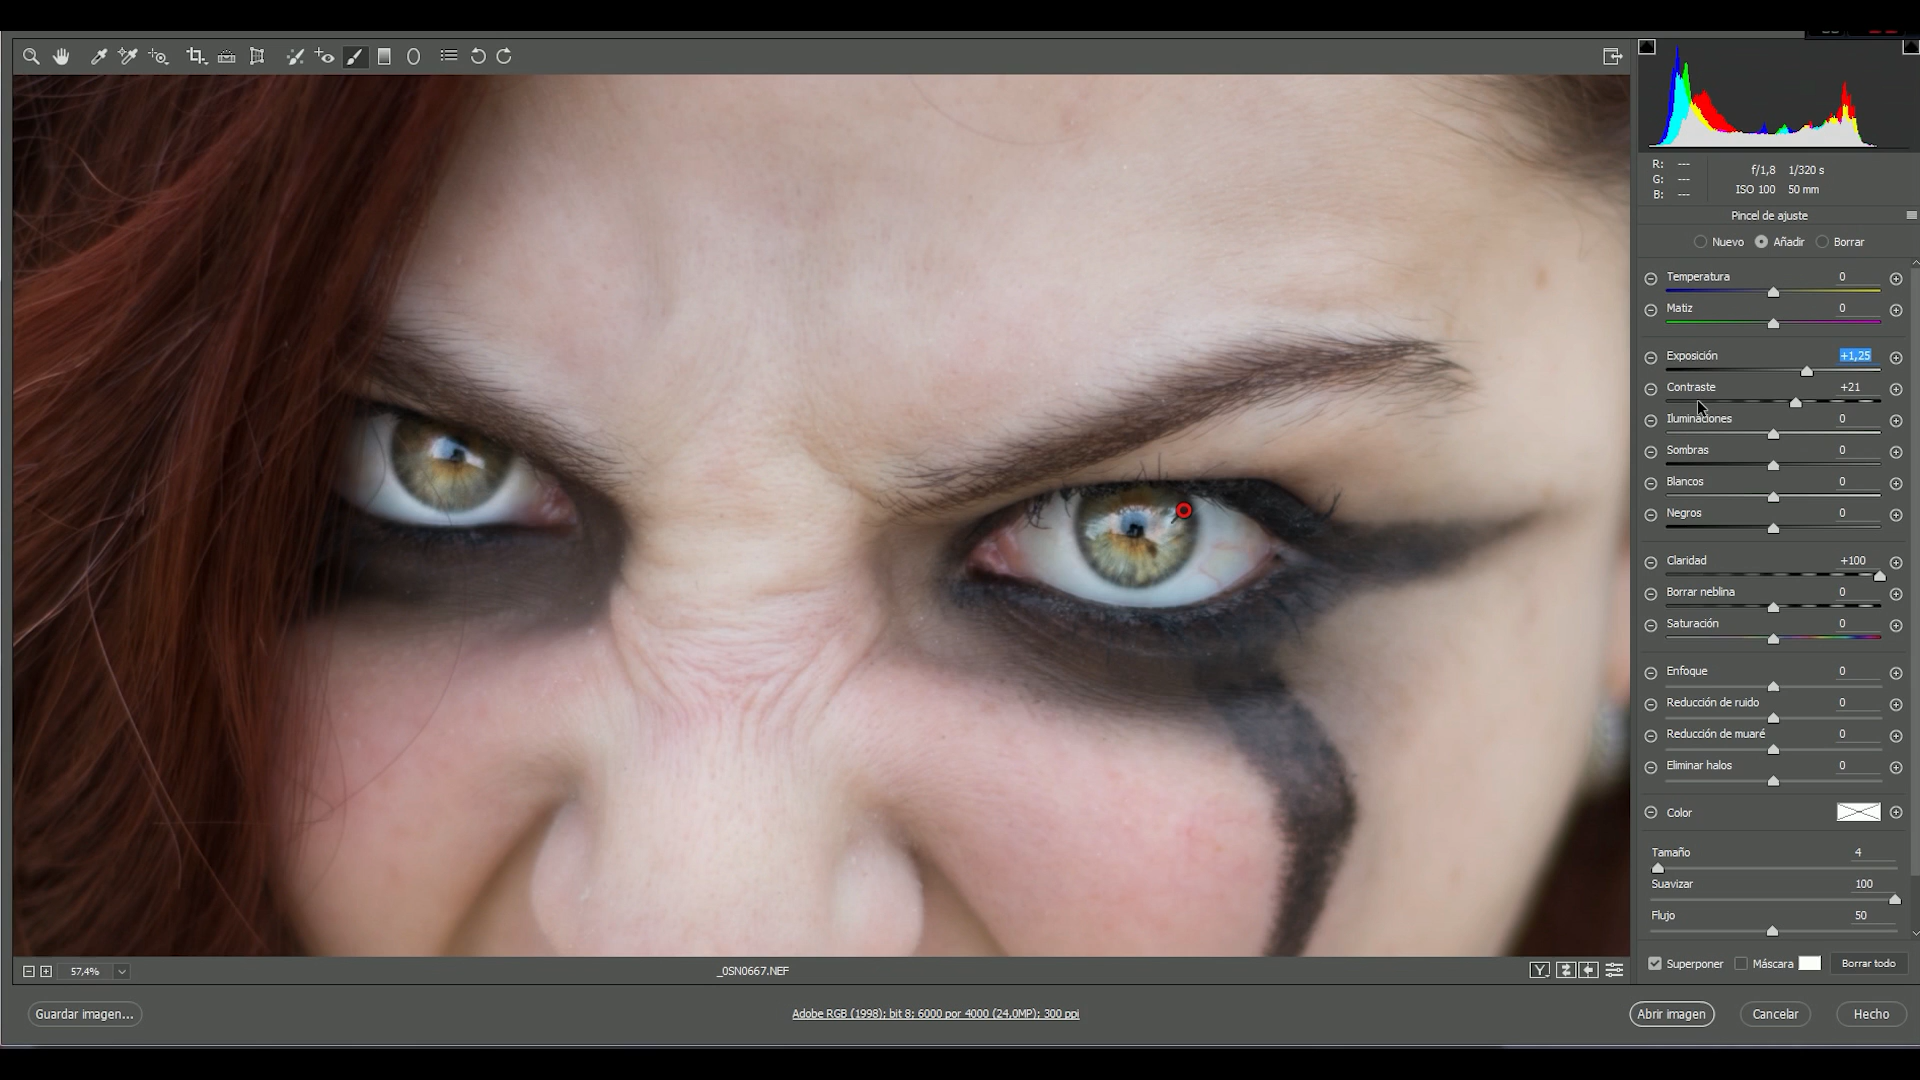 R: ---
G: ---
B: ---
f/1,8 1/320 s
ISO 100 50 mm
Pincel de ajuste
Nuevo Añadir Borrar
Temperatura 0
Matiz 0
Exposición +1,25
Contraste +21
Iluminaciones 0
Sombras 0
Blancos 0
Negros 0
Claridad +100
Borrar neblina 0
Saturación 0
Enfoque 0
Reducción de ruido 0
Reducción de muaré 0
Eliminar halos 0
Color
Tamaño 4
Suavizar 100
Flujo 50
57,4% _0SN0667.NEF Y
Superponer Máscara Borrar todo
Guardar imagen... Adobe RGB (1998); bit 8; 6000 por 4000 (24,0MP); 300 ppi Abrir imagen Cancelar Hecho